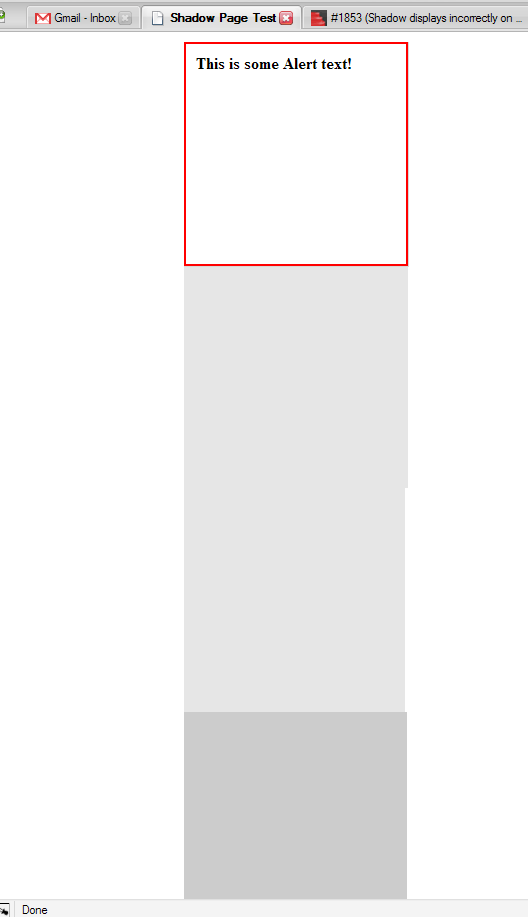 Gmail - Inbox
Shadow Page Test
#1853 (Shadow displays incorrectly on ...
This is some Alert text!
Done